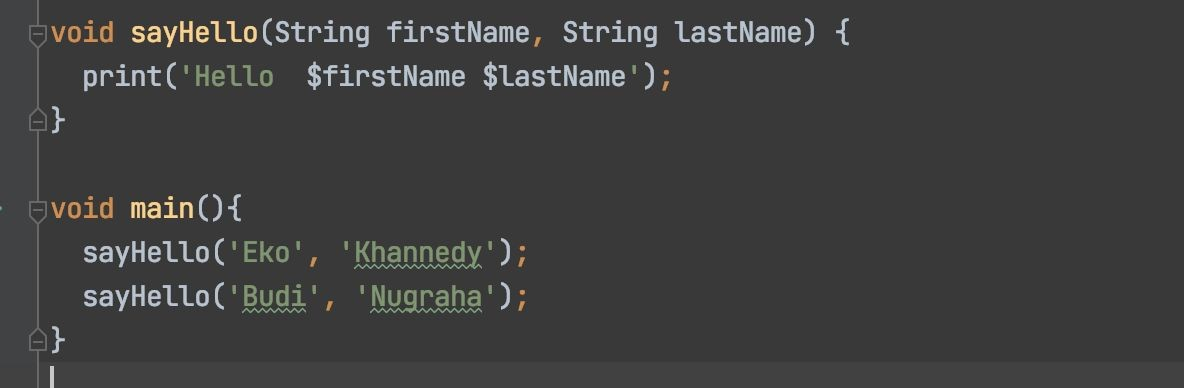 void sayHello(String firstName, String lastName) {
  print('Hello  $firstName $lastName');
}

void main(){
  sayHello('Eko', 'Khannedy');
  sayHello('Budi', 'Nugraha');
}